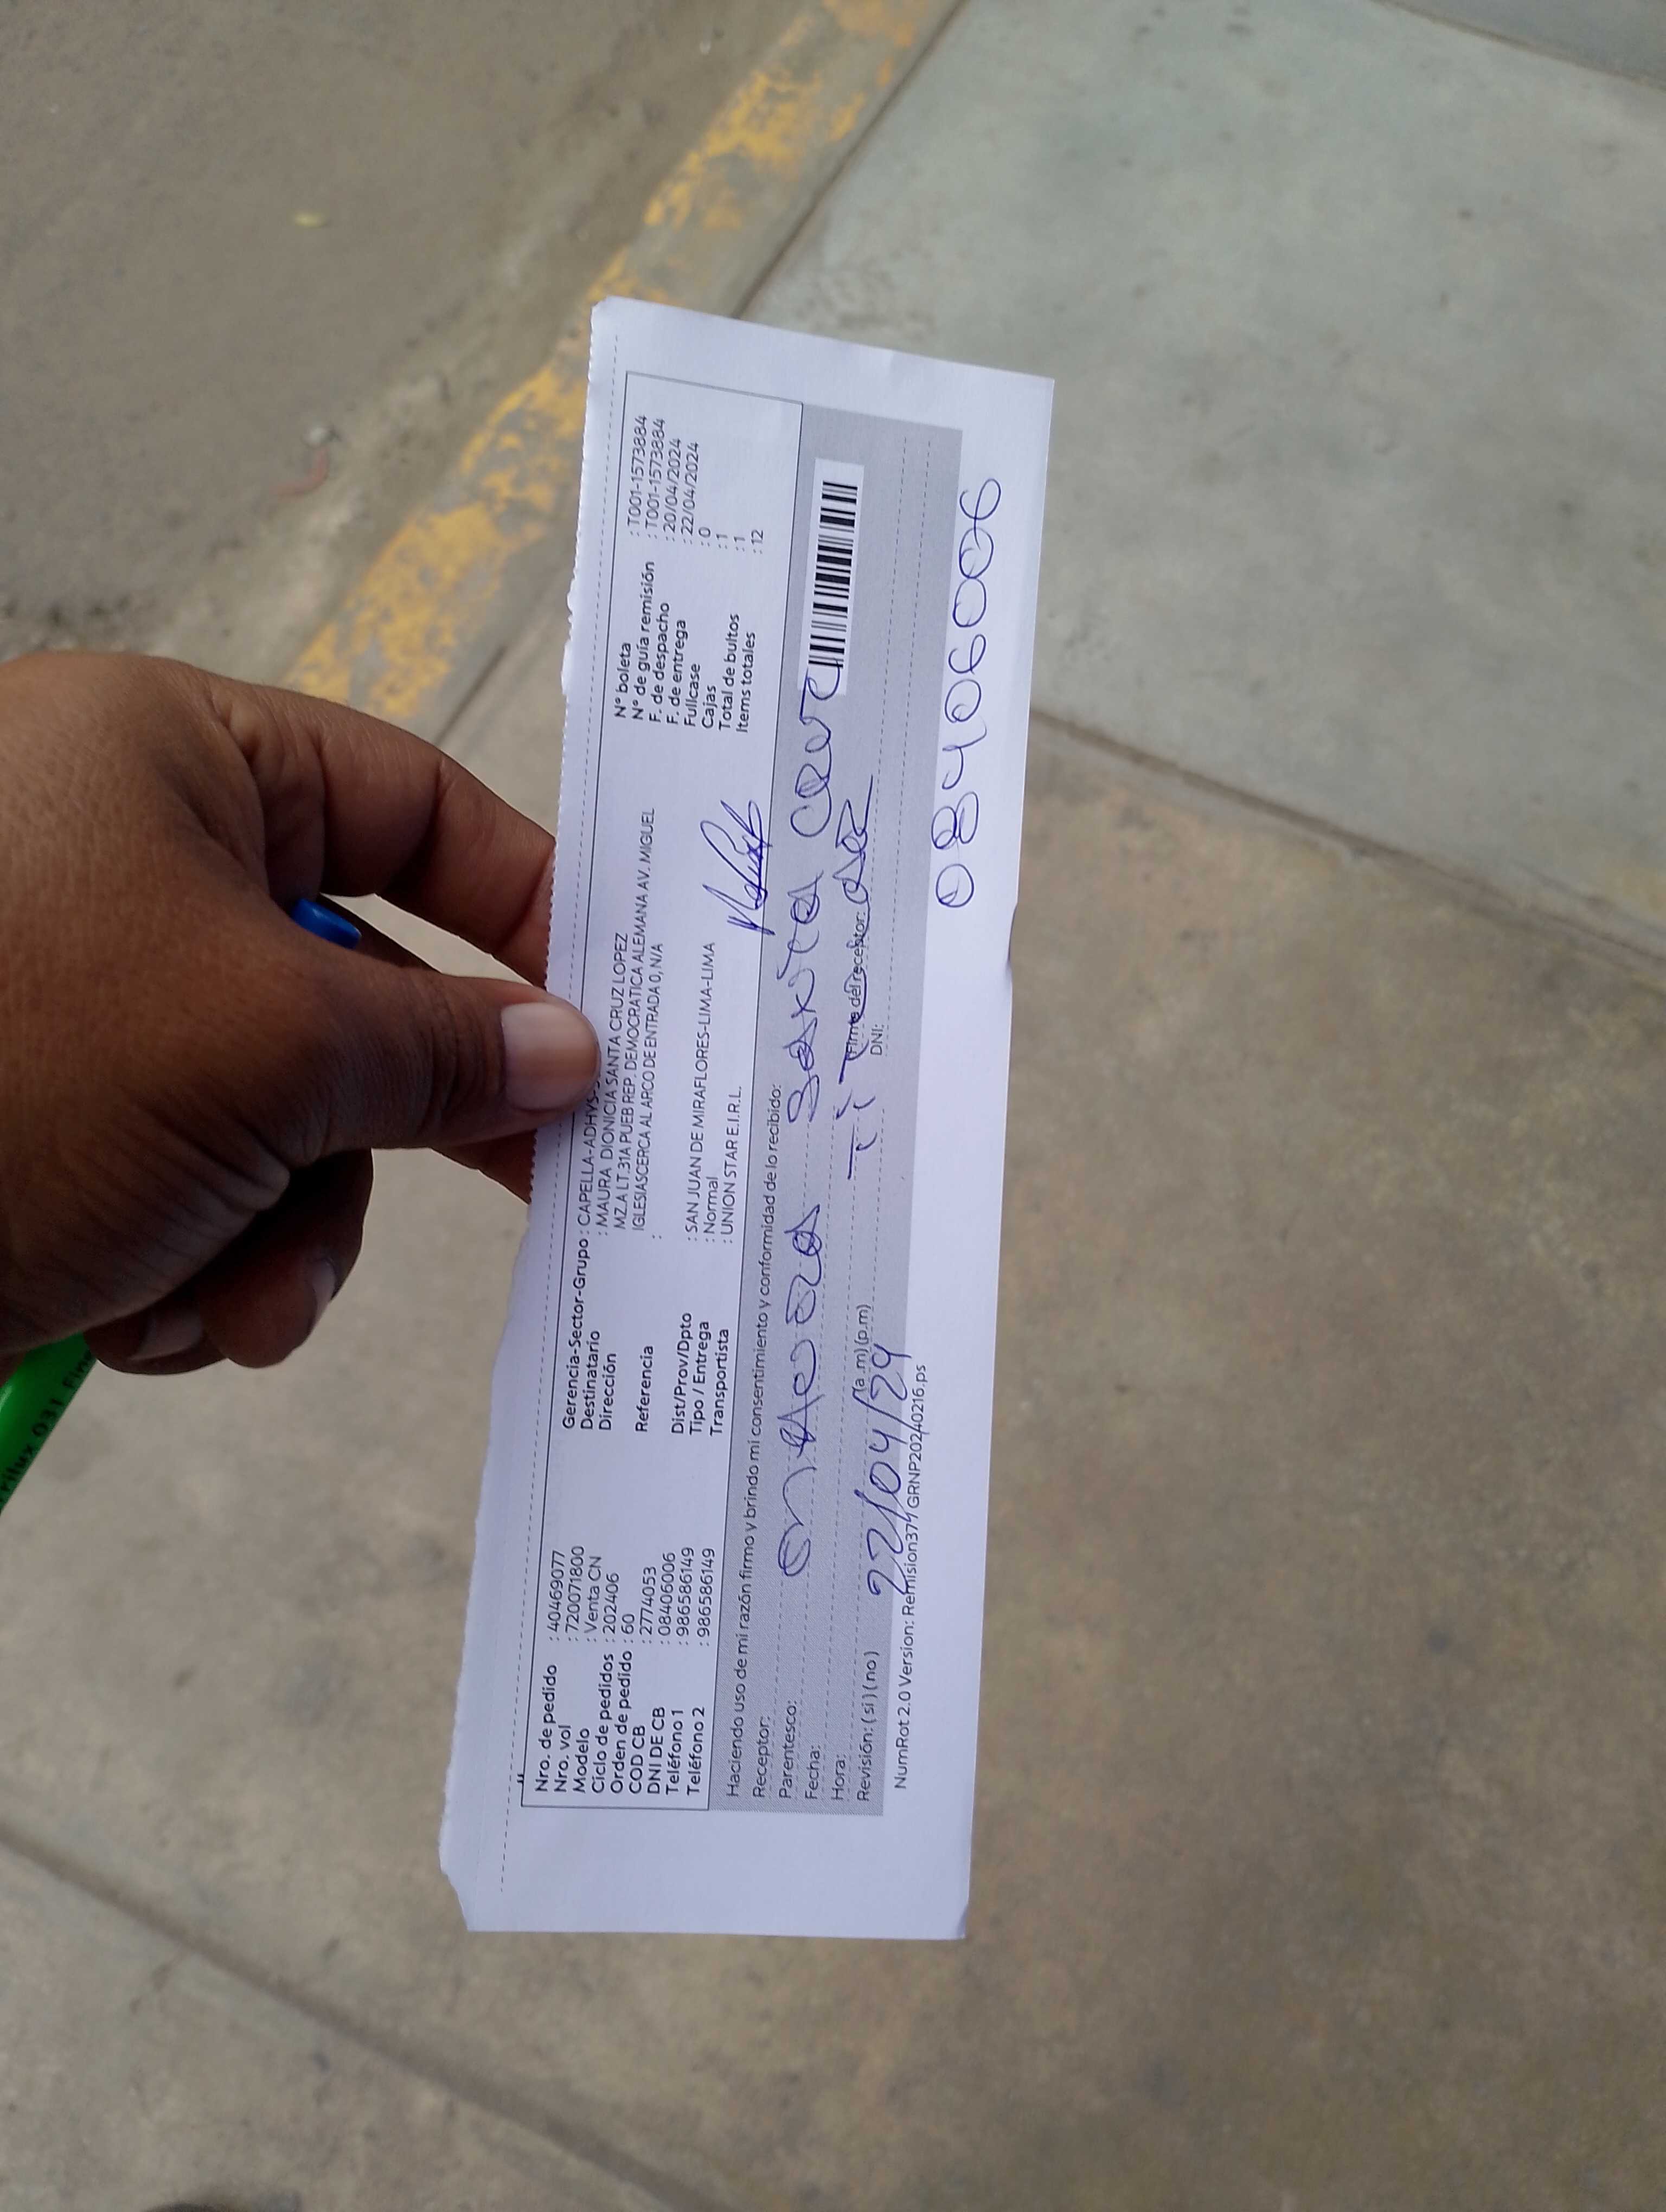 Nro. de pedido : 40469077
Nro. vol : 720071800
Modelo : Venta CN
Ciclo de pedidos : 202406
Orden de pedido : 60
COD CB : 2774053
DNI DE CB : 08406006
Teléfono 1 : 986586149
Teléfono 2 : 986586149
Gerencia-Sector-Grupo : CAPELLA-ADHYS-
Destinatario : MAURA DIONICIA SANTA CRUZ LOPEZ
Dirección MZ.A LT.31A PUEB REP. DEMOCRATICA ALEMANA AV. MIGUEL
IGLESIASCERCA AL ARCO DE ENTRADA 0, N/A
Referencia :
Dist/Prov/Dpto : SAN JUAN DE MIRAFLORES-LIMA-LIMA
Tipo / Entrega : Normal
Transportista : UNION STAR E.I.R.L.
N° boleta : T001-1573884
N° de guía remisión : T001-1573884
F. de despacho : 20/04/2024
F. de entrega : 22/04/2024
Fullcase : 0
Cajas : 1
Total de bultos : 1
Items totales : 12
Haciendo uso de mi razón firmo y brindo mi consentimiento y conformidad de lo recibido:
Receptor:
Parentesco: Santa Cruz
Fecha:
Hora: Titular Firma del receptor:
Revisión: ( si ) ( no ) 22/04/24 (a .m) (p.m) DNI:
NumRot 2.0 Version: Remision371 GRNP20240216.ps
08406006